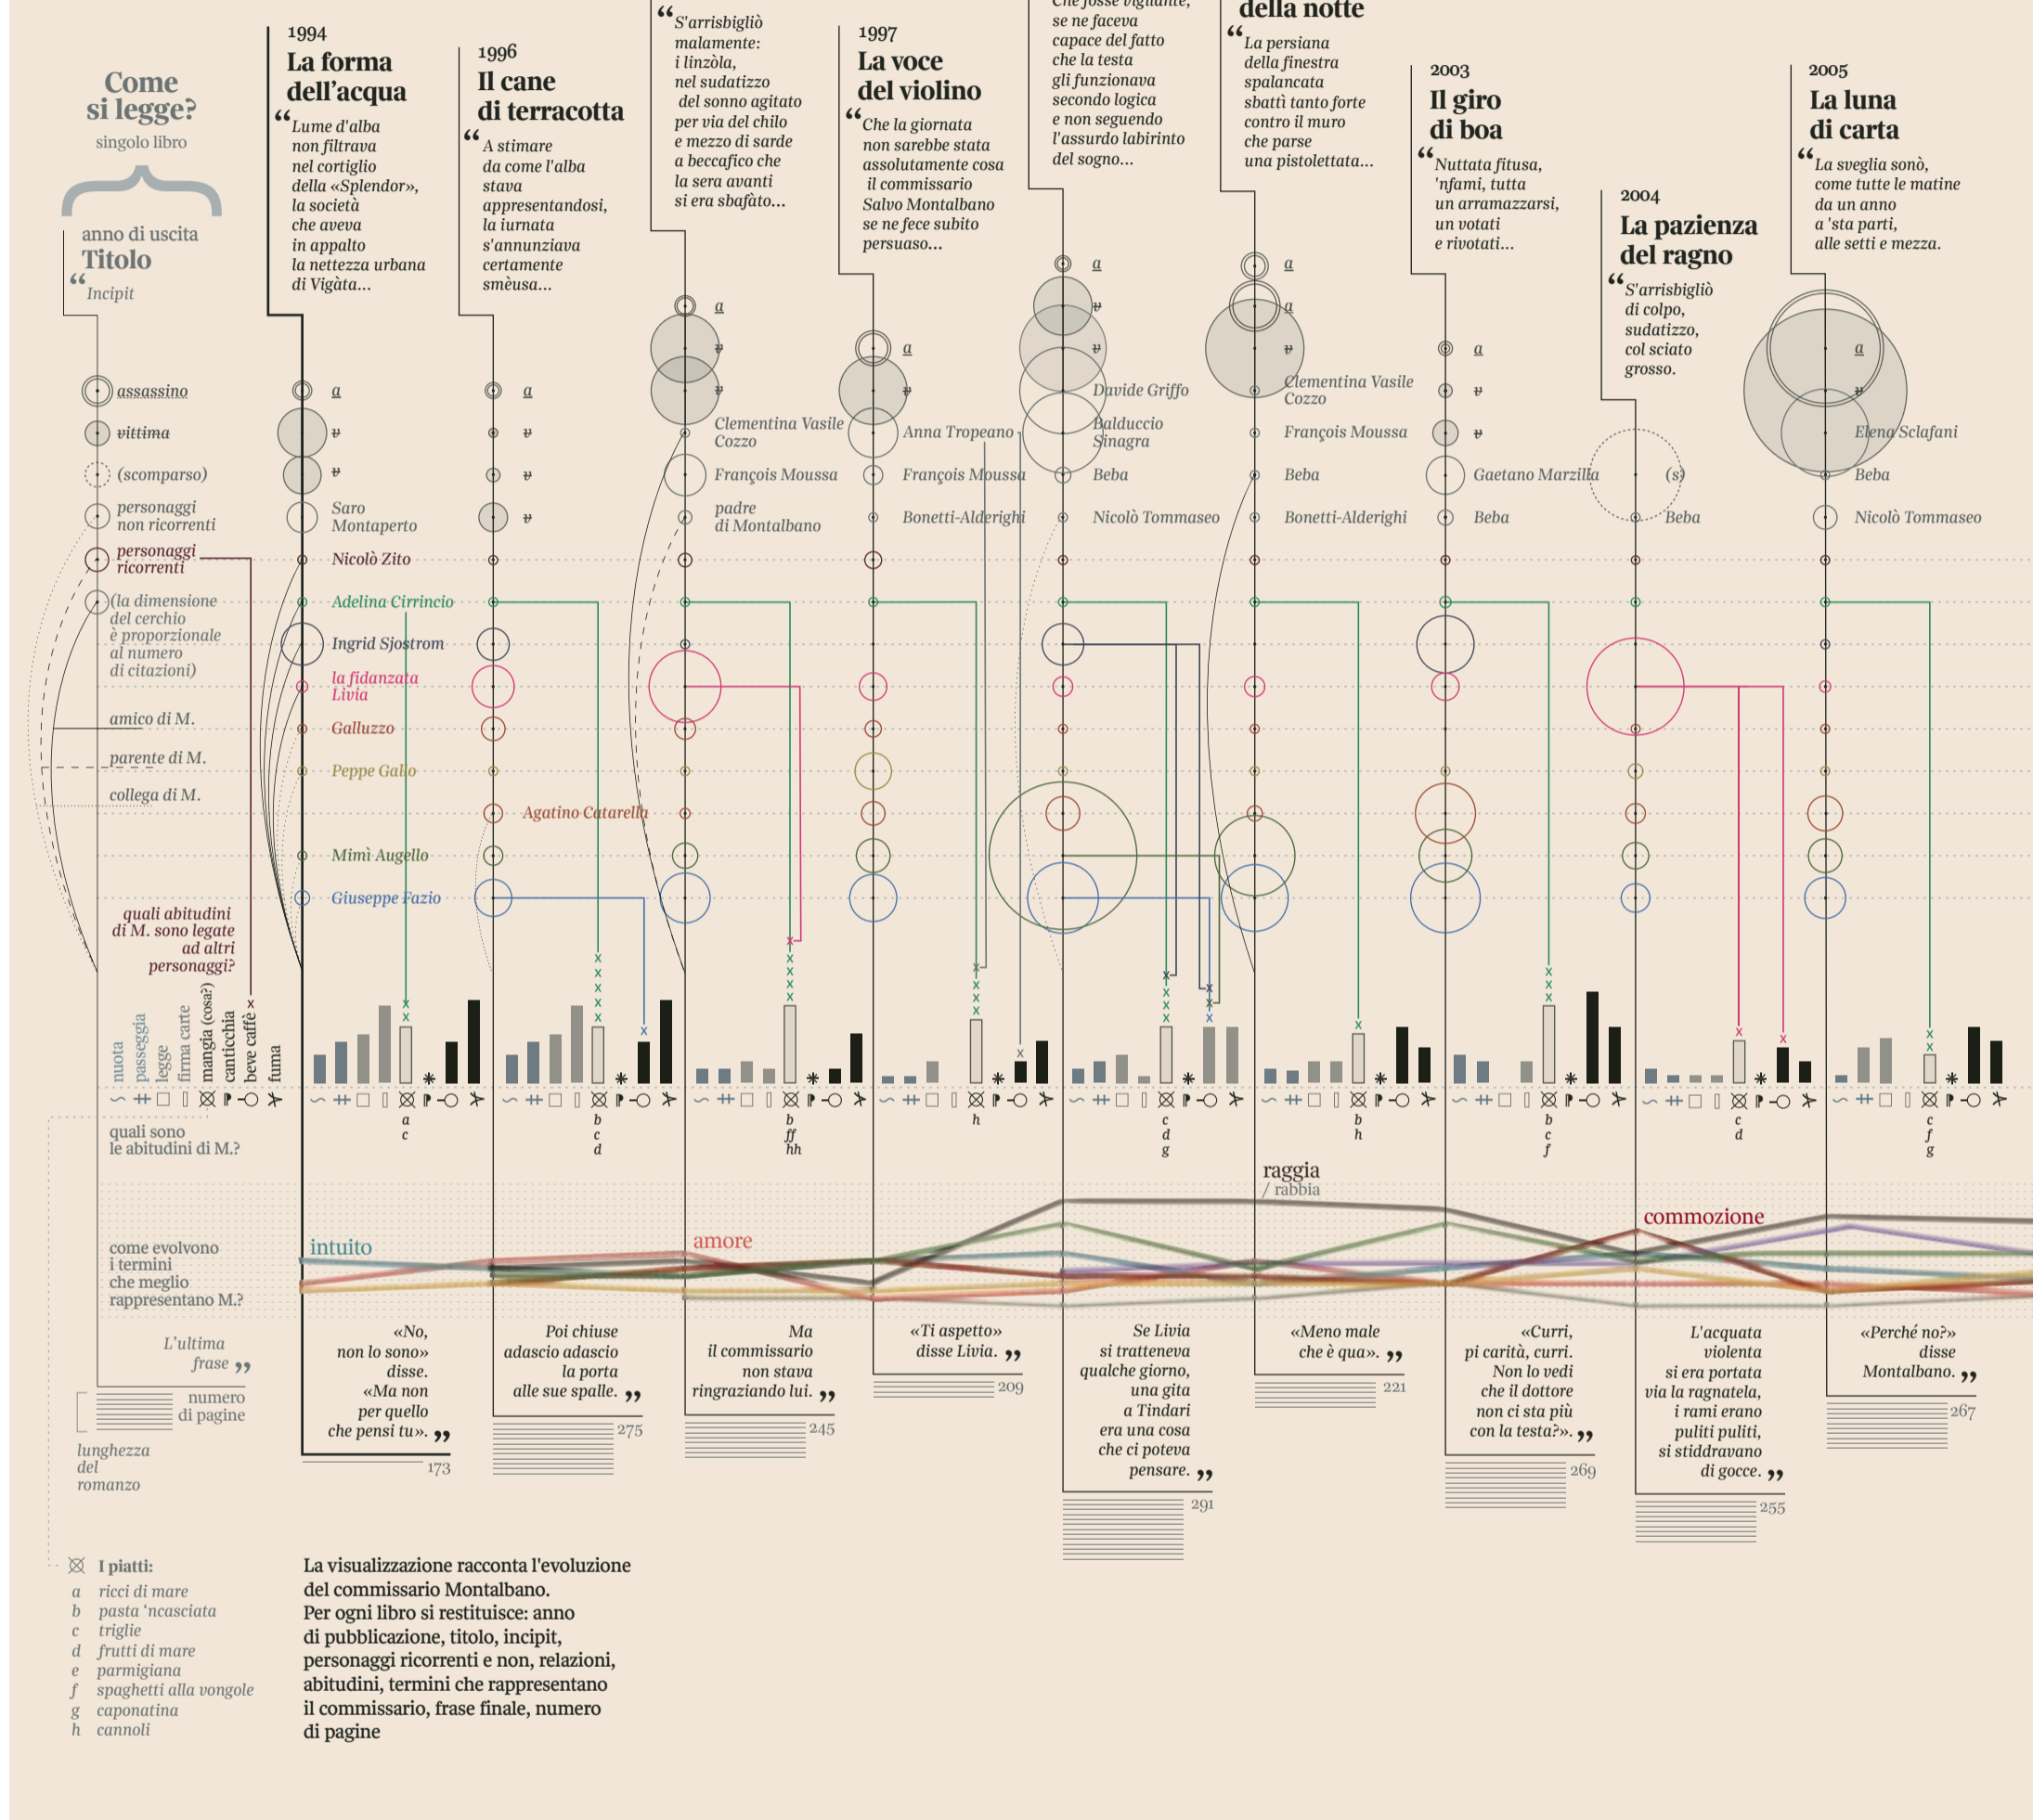 Come
si legge?
singolo libro
anno di uscita
Titolo
“ Incipit
assassino
vittima
(scomparso)
personaggi
non ricorrenti
personaggi
ricorrenti
(la dimensione
del cerchio
è proporzionale
al numero
di citazioni)
amico di M.
parente di M.
collega di M.
quali abitudini
di M. sono legate
ad altri
personaggi?
nuota
passeggia
legge
firma carte
mangia (cosa?)
canticchia
beve caffè
x
fuma
quali sono
le abitudini di M.?
come evolvono
i termini
che meglio
rappresentano M.?
L'ultima
frase ”
numero
di pagine
lunghezza
del
romanzo
1994
La forma
dell'acqua
“ Lume d'alba
non filtrava
nel cortiglio
della «Splendor»,
la società
che aveva
in appalto
la nettezza urbana
di Vigàta...
a
v
v
Saro
Montaperto
Nicolò Zito
Adelina Cirrincio
Ingrid Sjostrom
la fidanzata
Livia
Galluzzo
Peppe Gallo
Mimì Augello
Giuseppe Fazio
x
x
a
c
intuito
«No,
non lo sono»
disse.
«Ma non
per quello
che pensi tu». ”
173
1996
Il cane
di terracotta
“ A stimare
da come l'alba
stava
appresentandosi,
la iurnata
s'annunziava
certamente
smèusa...
a
v
v
v
Agatino Catarella
x
x
x
x
x
x
b
c
d
Poi chiuse
adascio adascio
la porta
alle sue spalle. ”
275
“ S'arrisbigliò
malamente:
i linzòla,
nel sudatizzo
del sonno agitato
per via del chilo
e mezzo di sarde
a beccafico che
la sera avanti
si era sbafàto...
a
v
v
Clementina Vasile
Cozzo
François Moussa
padre
di Montalbano
x
x
x
x
x
b
ff
hh
amore
Ma
il commissario
non stava
ringraziando lui. ”
245
1997
La voce
del violino
“ Che la giornata
non sarebbe stata
assolutamente cosa
il commissario
Salvo Montalbano
se ne fece subito
persuaso...
a
v
Anna Tropeano
François Moussa
Bonetti-Alderighi
x
x
x
x
x
h
«Ti aspetto»
disse Livia. ”
209
Che fosse vigliante,
se ne faceva
capace del fatto
che la testa
gli funzionava
secondo logica
e non seguendo
l'assurdo labirinto
del sogno...
a
v
v
Davide Griffo
Balduccio
Sinagra
Beba
Nicolò Tommaseo
x
x
x
x
x
x
x
c
d
g
Se Livia
si tratteneva
qualche giorno,
una gita
a Tindari
era una cosa
che ci poteva
pensare. ”
291
della notte
“ La persiana
della finestra
spalancata
sbattì tanto forte
contro il muro
che parse
una pistolettata...
a
a
v
Clementina Vasile
Cozzo
François Moussa
Beba
Bonetti-Alderighi
x
b
h
raggia
/ rabbia
«Meno male
che è qua». ”
221
2003
Il giro
di boa
“ Nuttata fitusa,
'nfami, tutta
un arramazzarsi,
un votati
e rivotati...
a
v
v
Gaetano Marzilla
Beba
x
x
x
b
c
f
«Curri,
pi carità, curri.
Non lo vedi
che il dottore
non ci sta più
con la testa?». ”
269
2004
La pazienza
del ragno
“ S'arrisbigliò
di colpo,
sudatizzo,
col sciato
grosso.
(s)
Beba
x
x
c
d
commozione
L'acquata
violenta
si era portata
via la ragnatela,
i rami erano
puliti puliti,
si stiddravano
di gocce. ”
255
2005
La luna
di carta
“ La sveglia sonò,
come tutte le matine
da un anno
a 'sta parti,
alle setti e mezza.
a
v
Elena Sclafani
Beba
Nicolò Tommaseo
x
x
c
f
g
«Perché no?»
disse
Montalbano. ”
267
I piatti:
a ricci di mare
b pasta ‘ncasciata
c triglie
d frutti di mare
e parmigiana
f spaghetti alla vongole
g caponatina
h cannoli
La visualizzazione racconta l'evoluzione
del commissario Montalbano.
Per ogni libro si restituisce: anno
di pubblicazione, titolo, incipit,
personaggi ricorrenti e non, relazioni,
abitudini, termini che rappresentano
il commissario, frase finale, numero
di pagine